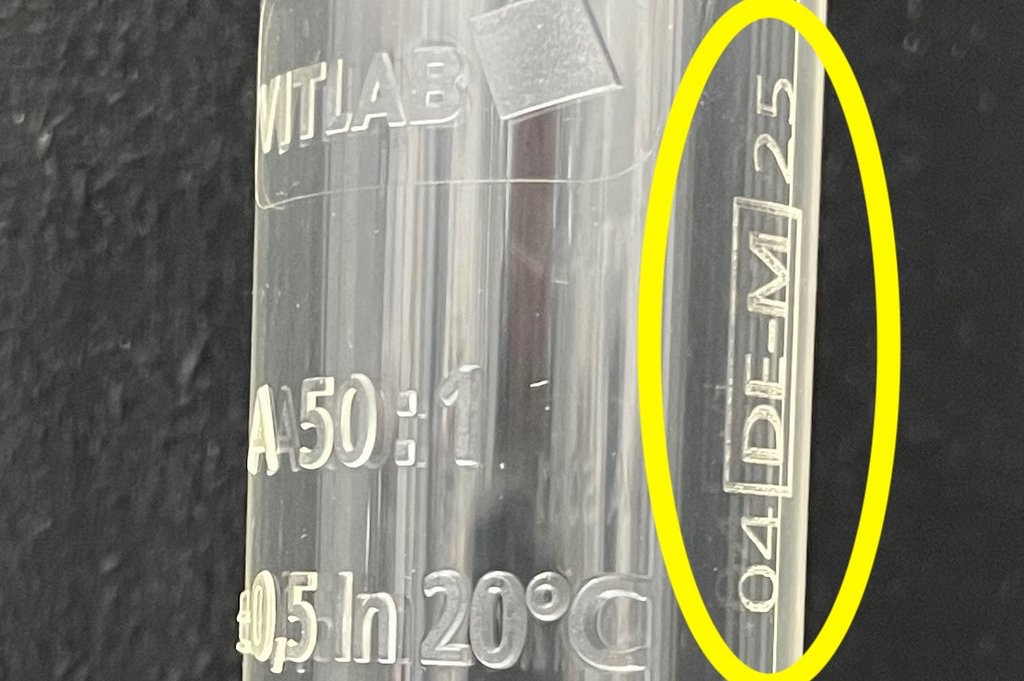 VITLAB
A 50:1
±0,5 In 20°C
04 DE-M 25